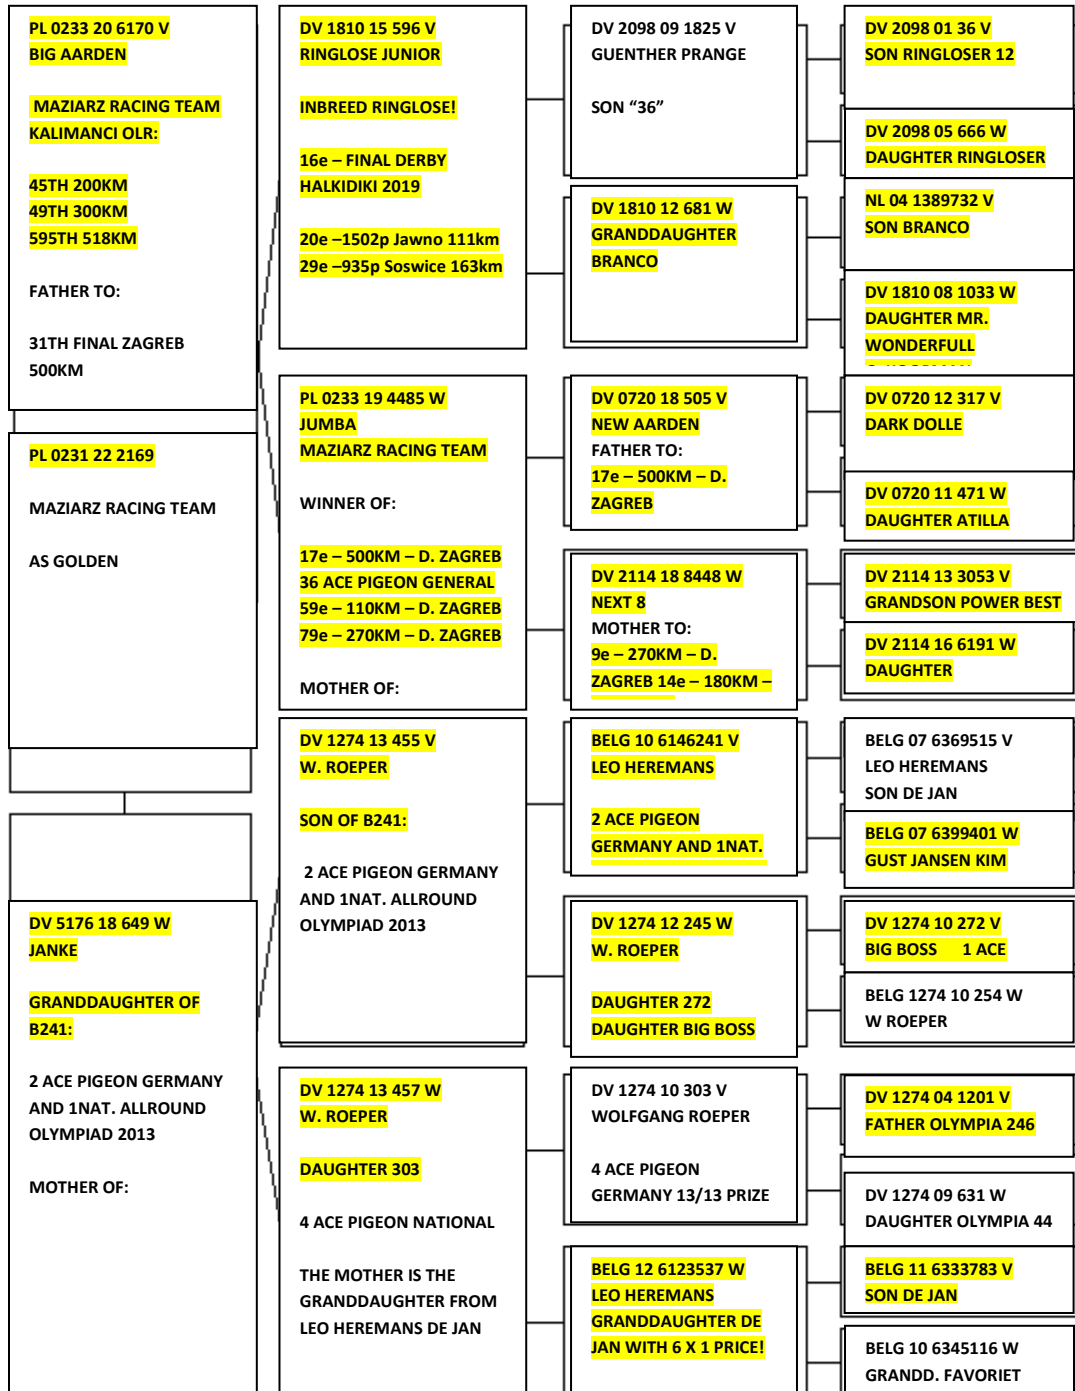 PL 0233 20 6170 V
BIG AARDEN
MAZIARZ RACING TEAM
KALIMANCI OLR:
45TH 200KM
49TH 300KM
595TH 518KM
FATHER TO:
31TH FINAL ZAGREB
500KM
PL 0231 22 2169
MAZIARZ RACING TEAM
AS GOLDEN
DV 5176 18 649 W
JANKE
GRANDDAUGHTER OF
B241:
2 ACE PIGEON GERMANY
AND 1NAT. ALLROUND
OLYMPIAD 2013
MOTHER OF:
DV 1810 15 596 V
RINGLOSE JUNIOR
INBREED RINGLOSE!
16e – FINAL DERBY
HALKIDIKI 2019
20e –1502p Jawno 111km
29e –935p Soswice 163km
PL 0233 19 4485 W
JUMBA
MAZIARZ RACING TEAM
WINNER OF:
17e – 500KM – D. ZAGREB
36 ACE PIGEON GENERAL
59e – 110KM – D. ZAGREB
79e – 270KM – D. ZAGREB
MOTHER OF:
DV 1274 13 455 V
W. ROEPER
SON OF B241:
2 ACE PIGEON GERMANY
AND 1NAT. ALLROUND
OLYMPIAD 2013
DV 1274 13 457 W
W. ROEPER
DAUGHTER 303
4 ACE PIGEON NATIONAL
THE MOTHER IS THE
GRANDDAUGHTER FROM
LEO HEREMANS DE JAN
DV 2098 09 1825 V
GUENTHER PRANGE
SON “36”
DV 1810 12 681 W
GRANDDAUGHTER
BRANCO
DV 0720 18 505 V
NEW AARDEN
FATHER TO:
17e – 500KM – D.
ZAGREB
DV 2114 18 8448 W
NEXT 8
MOTHER TO:
9e – 270KM – D.
ZAGREB 14e – 180KM –
BELG 10 6146241 V
LEO HEREMANS
2 ACE PIGEON
GERMANY AND 1NAT.
DV 1274 12 245 W
W. ROEPER
DAUGHTER 272
DAUGHTER BIG BOSS
DV 1274 10 303 V
WOLFGANG ROEPER
4 ACE PIGEON
GERMANY 13/13 PRIZE
BELG 12 6123537 W
LEO HEREMANS
GRANDDAUGHTER DE
JAN WITH 6 X 1 PRICE!
DV 2098 01 36 V
SON RINGLOSER 12
DV 2098 05 666 W
DAUGHTER RINGLOSER
NL 04 1389732 V
SON BRANCO
DV 1810 08 1033 W
DAUGHTER MR.
WONDERFULL
DV 0720 12 317 V
DARK DOLLE
DV 0720 11 471 W
DAUGHTER ATILLA
DV 2114 13 3053 V
GRANDSON POWER BEST
DV 2114 16 6191 W
DAUGHTER
BELG 07 6369515 V
LEO HEREMANS
SON DE JAN
BELG 07 6399401 W
GUST JANSEN KIM
DV 1274 10 272 V
BIG BOSS 1 ACE
BELG 1274 10 254 W
W ROEPER
DV 1274 04 1201 V
FATHER OLYMPIA 246
DV 1274 09 631 W
DAUGHTER OLYMPIA 44
BELG 11 6333783 V
SON DE JAN
BELG 10 6345116 W
GRANDD. FAVORIET